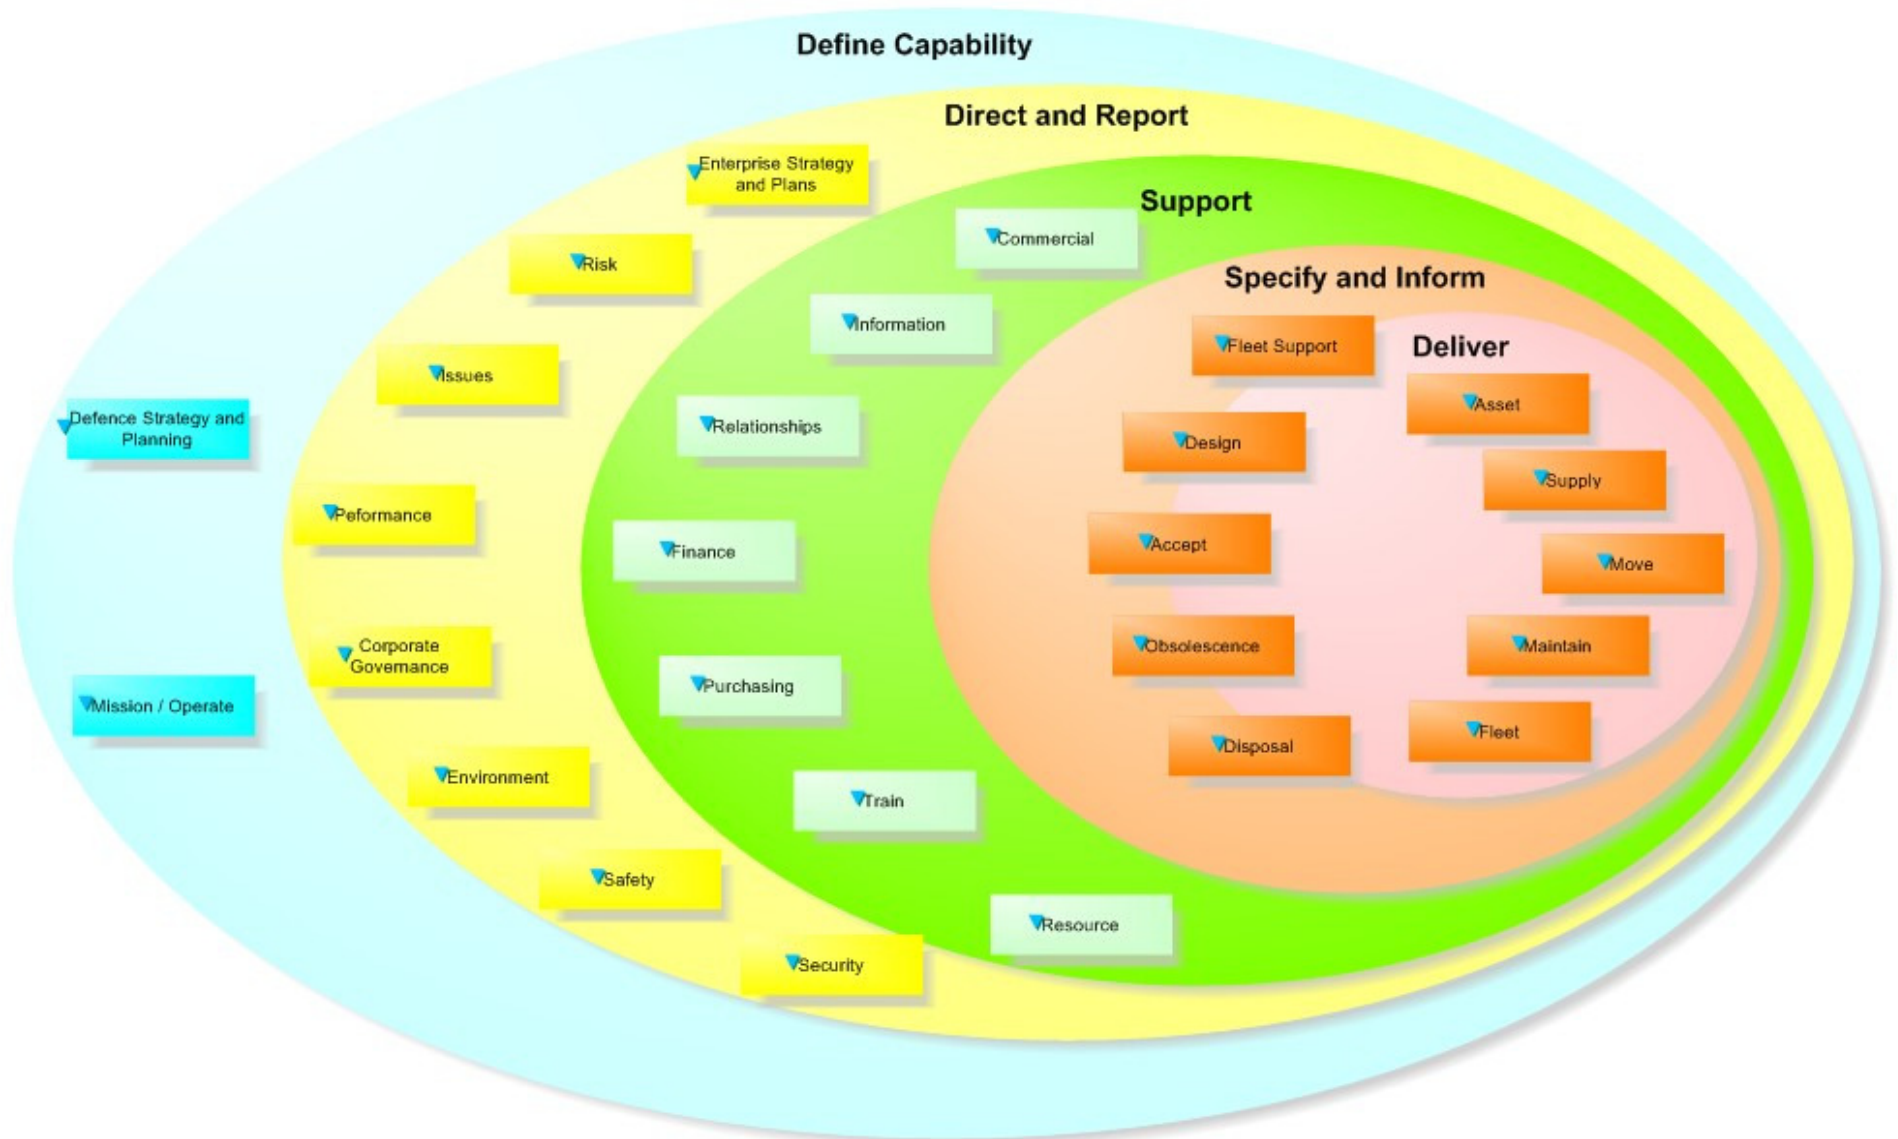 Define Capability
Direct and Report
Enterprise Strategy
and Plans
Support
Commercial
Risk
Specify and Inform
Information
Fleet Support
Deliver
Issues
Asset
Defence Strategy and
Planning
Relationships
Design
Supply
Peformance
Accept
Finance
Move
Corporate
Governance
Obsolescence
Maintain
Purchasing
Mission / Operate
Fleet
Disposal
Environment
Train
Safety
Resource
Security